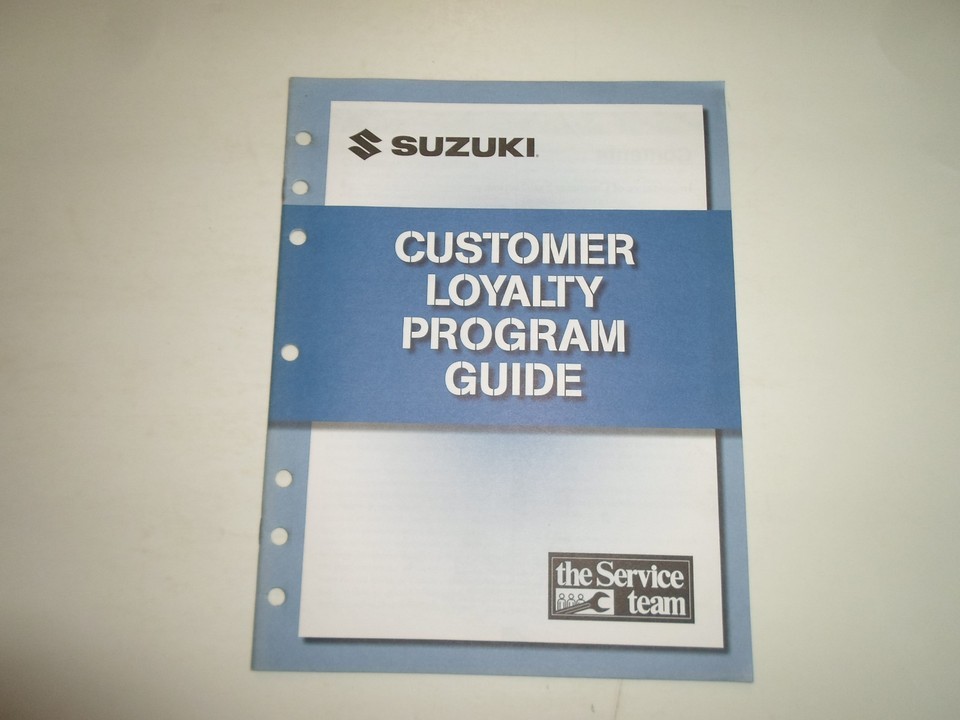 SUZUKI
CUSTOMER
LOYALTY
PROGRAM
GUIDE
the Service
team